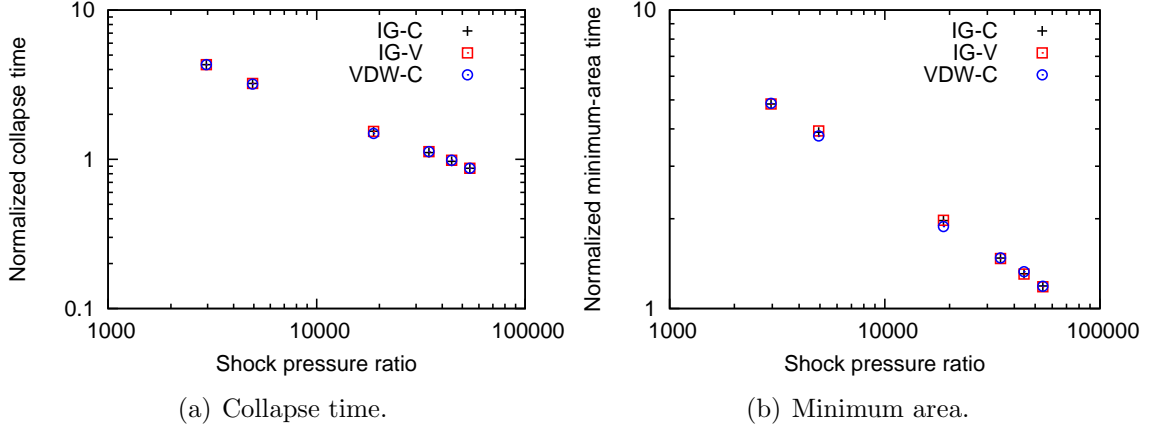 Normalized collapse time
10
1
0.1
IG-C
IG-V
VDW-C
1000
10000
100000
Shock pressure ratio
(a) Collapse time.
Normalized minimum-area time
10
1
IG-C
IG-V
VDW-C
1000
10000
100000
Shock pressure ratio
(b) Minimum area.